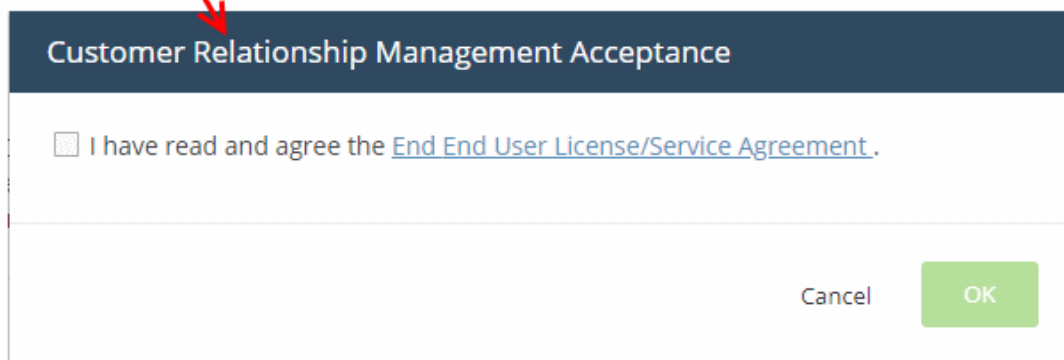 Customer Relationship Management Acceptance
I have read and agree the End End User License/Service Agreement .
Cancel
OK